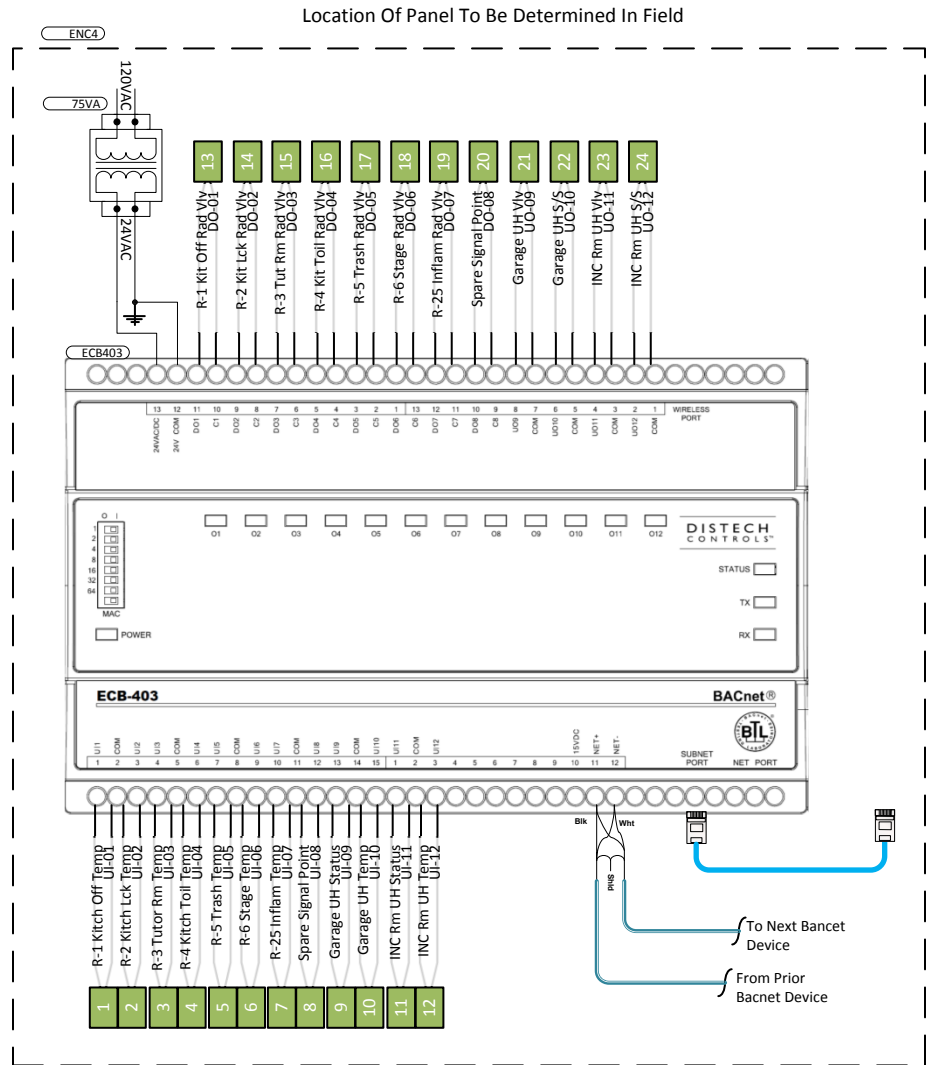 Location Of Panel To Be Determined In Field
ENC4
120VAC
75VA
24VAC
13
14
15
16
17
18
19
20
21
22
23
24
R-1 Kit Off Rad Vlv
DO-01
R-2 Kit Lck Rad Vlv
DO-02
R-3 Tut Rm Rad Vlv
DO-03
R-4 Kit Toil Rad Vlv
DO-04
R-5 Trash Rad Vlv
DO-05
R-6 Stage Rad Vlv
DO-06
R-25 Inflam Rad Vlv
DO-07
Spare Signal Point
DO-08
Garage UH Vlv
UO-09
Garage UH S/S
UO-10
INC Rm UH Vlv
UO-11
INC Rm UH S/S
UO-12
ECB403
13 12 11 10 9 8 7 6 5 4 3 2 1 13 12 11 10 9 8 7 6 5 4 3 2 1
24VAC/DC
24V COM
DO1
C1
DO2
C2
DO3
C3
DO4
C4
DO5
C5
DO6
C6
DO7
C7
DO8
C8
UO9
COM
UO10
COM
UO11
COM
UO12
COM
WIRELESS
PORT
O I
1
2
4
8
16
32
64
MAC
POWER
O1 O2 O3 O4 O5 O6 O7 O8 O9 O10 O11 O12
DISTECH
CONTROLS™
STATUS
TX
RX
ECB-403
BACnet®
BTL
UI1
COM
UI2
UI3
COM
UI4
UI5
COM
UI6
UI7
COM
UI8
UI9
COM
UI10
UI11
COM
UI12
15VDC
NET+
NET-
1 2 3 4 5 6 7 8 9 10 11 12 13 14 15 1 2 3 4 5 6 7 8 9 10 11 12
SUBNET
PORT
NET PORT
Blk
Wht
Shld
R-1 Kitch Off Temp
UI-01
R-2 Kitch Lck Temp
UI-02
R-3 Tutor Rm Temp
UI-03
R-4 Kitch Toil Temp
UI-04
R-5 Trash Temp
UI-05
R-6 Stage Temp
UI-06
R-25 Inflam Temp
UI-07
Spare Signal Point
UI-08
Garage UH Status
UI-09
Garage UH Temp
UI-10
INC Rm UH Status
UI-11
INC Rm UH Temp
UI-12
1
2
3
4
5
6
7
8
9
10
11
12
To Next Bancet
Device
From Prior
Bacnet Device